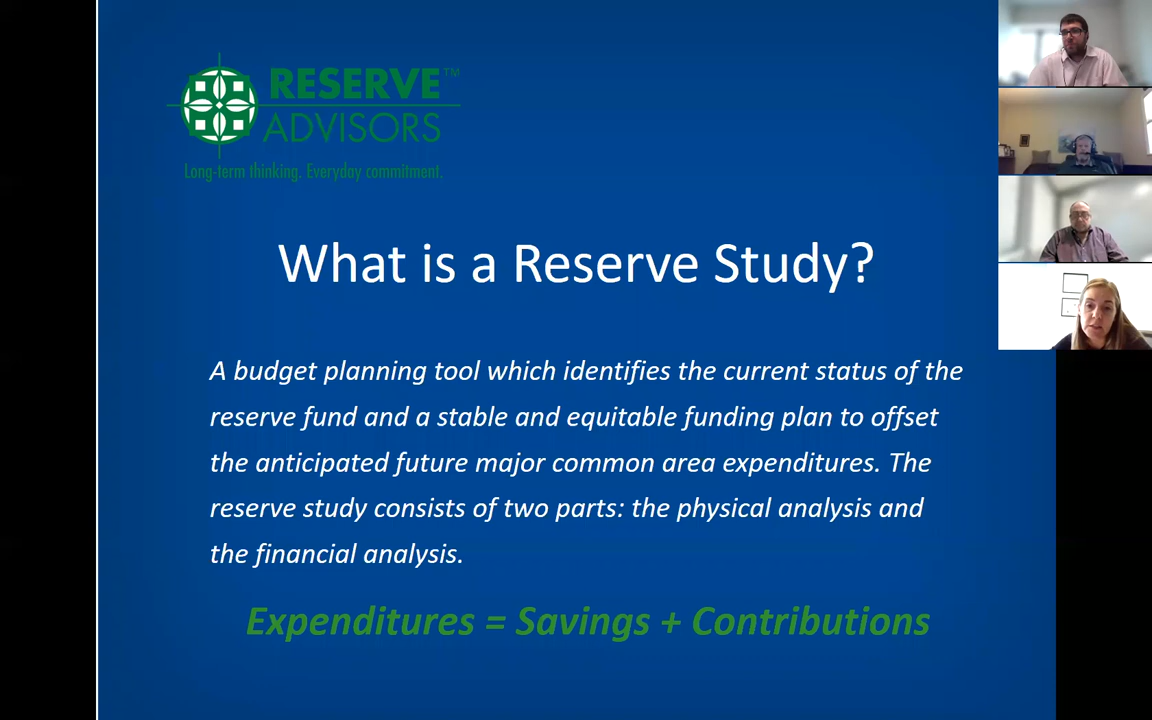 RESERVE™
ADVISORS
Long-term thinking. Everyday commitment.
What is a Reserve Study?
A budget planning tool which identifies the current status of the
reserve fund and a stable and equitable funding plan to offset
the anticipated future major common area expenditures. The
reserve study consists of two parts: the physical analysis and
the financial analysis.
Expenditures = Savings + Contributions